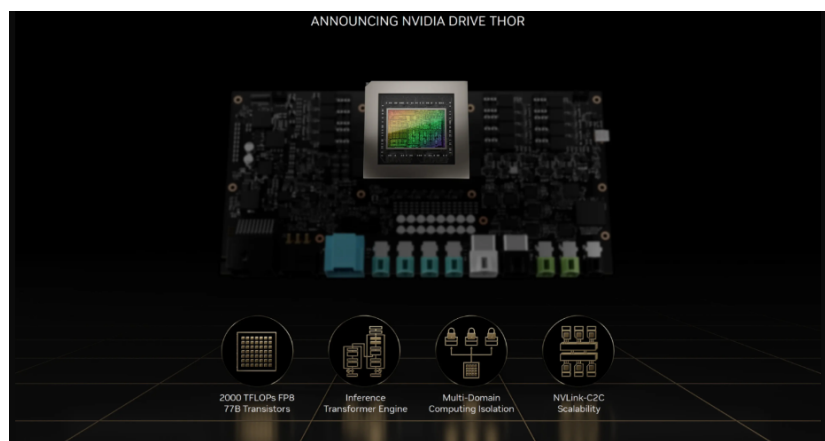 ANNOUNCING NVIDIA DRIVE THOR
2000 TFLOPs FP8
77B Transistors
Inference
Transformer Engine
Multi-Domain
Computing Isolation
NVLink-C2C
Scalability